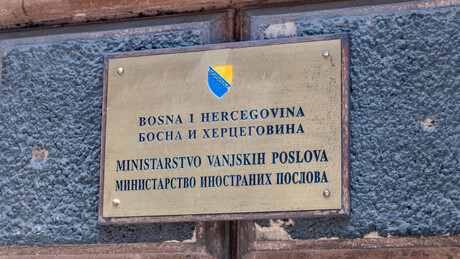 BOSNA I HERCEGOVINA
БОСНА И ХЕРЦЕГОВИНА
MINISTARSTVO VANJSKIH POSLOVA
МИНИСТАРСТВО ИНОСТРАНИХ ПОСЛОВА